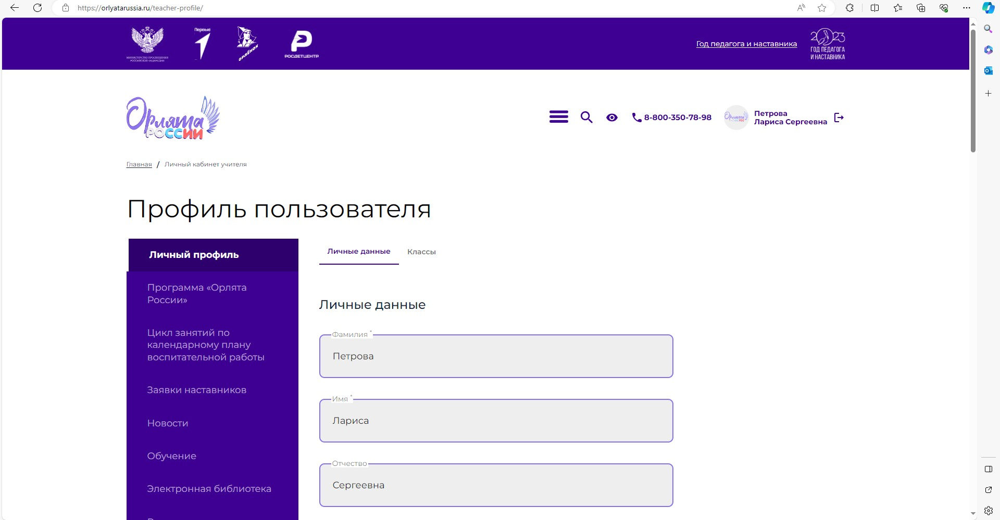 https://orlyatarussia.ru/teacher-profile/
МИНИСТЕРСТВО ПРОСВЕЩЕНИЯ
РОССИЙСКОЙ ФЕДЕРАЦИИ
Первые
ОРЛЁНОК
РОСДЕТЦЕНТР
Год педагога и наставника
2023
ГОД ПЕДАГОГА
И НАСТАВНИКА
Орлята
РОССИИ
8-800-350-78-98
Петрова
Лариса Сергеевна
Главная / Личный кабинет учителя
Профиль пользователя
Личный профиль
Программа «Орлята
России»
Цикл занятий по
календарному плану
воспитательной работы
Заявки наставников
Новости
Обучение
Электронная библиотека
Личные данные
Классы
Личные данные
Фамилия *
Петрова
Имя *
Лариса
Отчество
Сергеевна